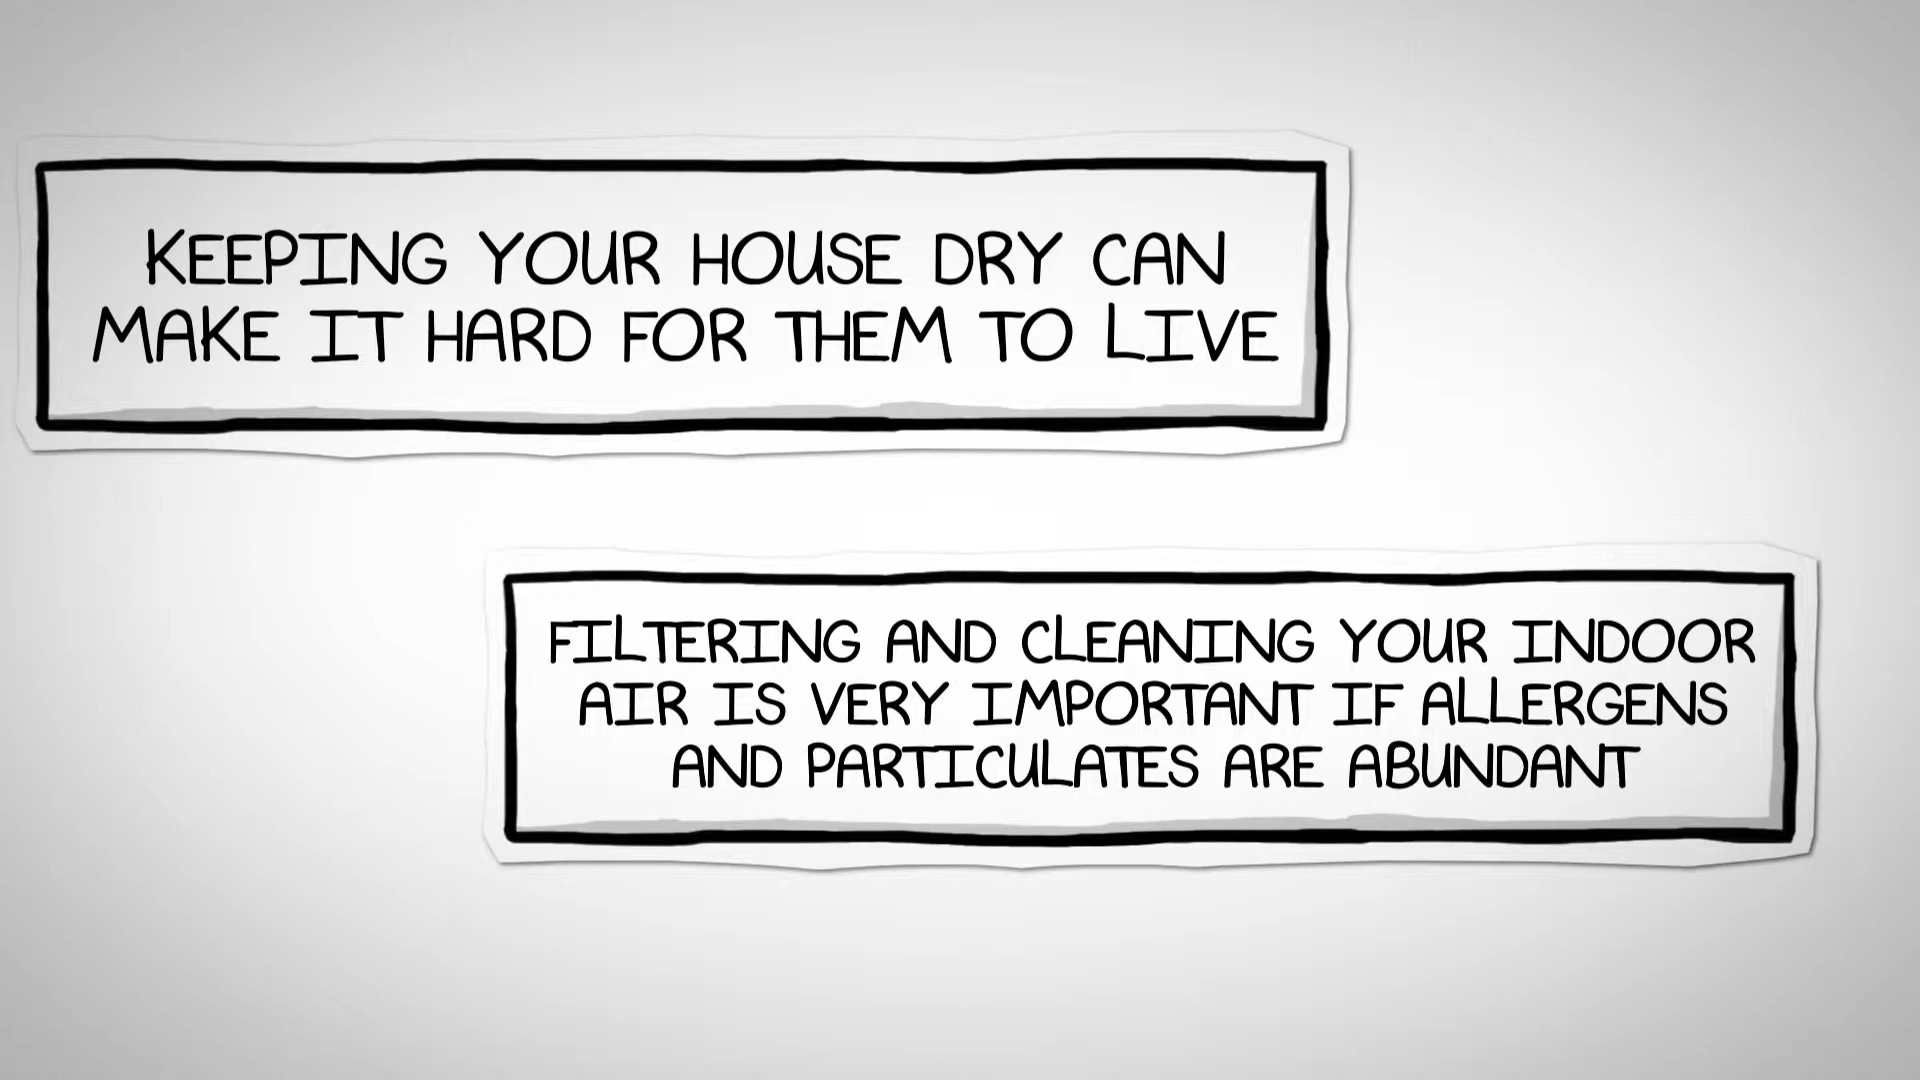 KEEPING YOUR HOUSE DRY CAN
MAKE IT HARD FOR THEM TO LIVE
FILTERING AND CLEANING YOUR INDOOR
AIR IS VERY IMPORTANT IF ALLERGENS
AND PARTICULATES ARE ABUNDANT